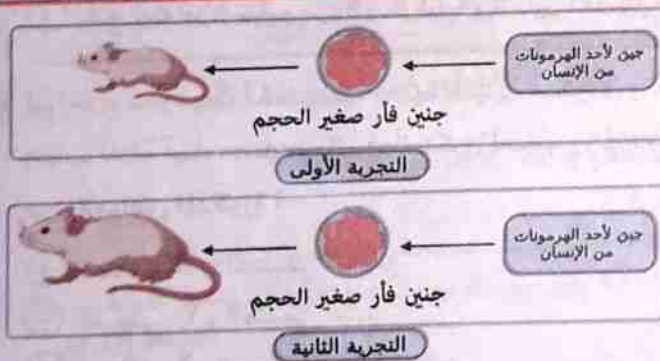 جين لأحد الهرمونات
من الإنسان
جنين فأر صغير الحجم
التجربة الأولى
جين لأحد الهرمونات
من الإنسان
جنين فأر صغير الحجم
التجربة الثانية